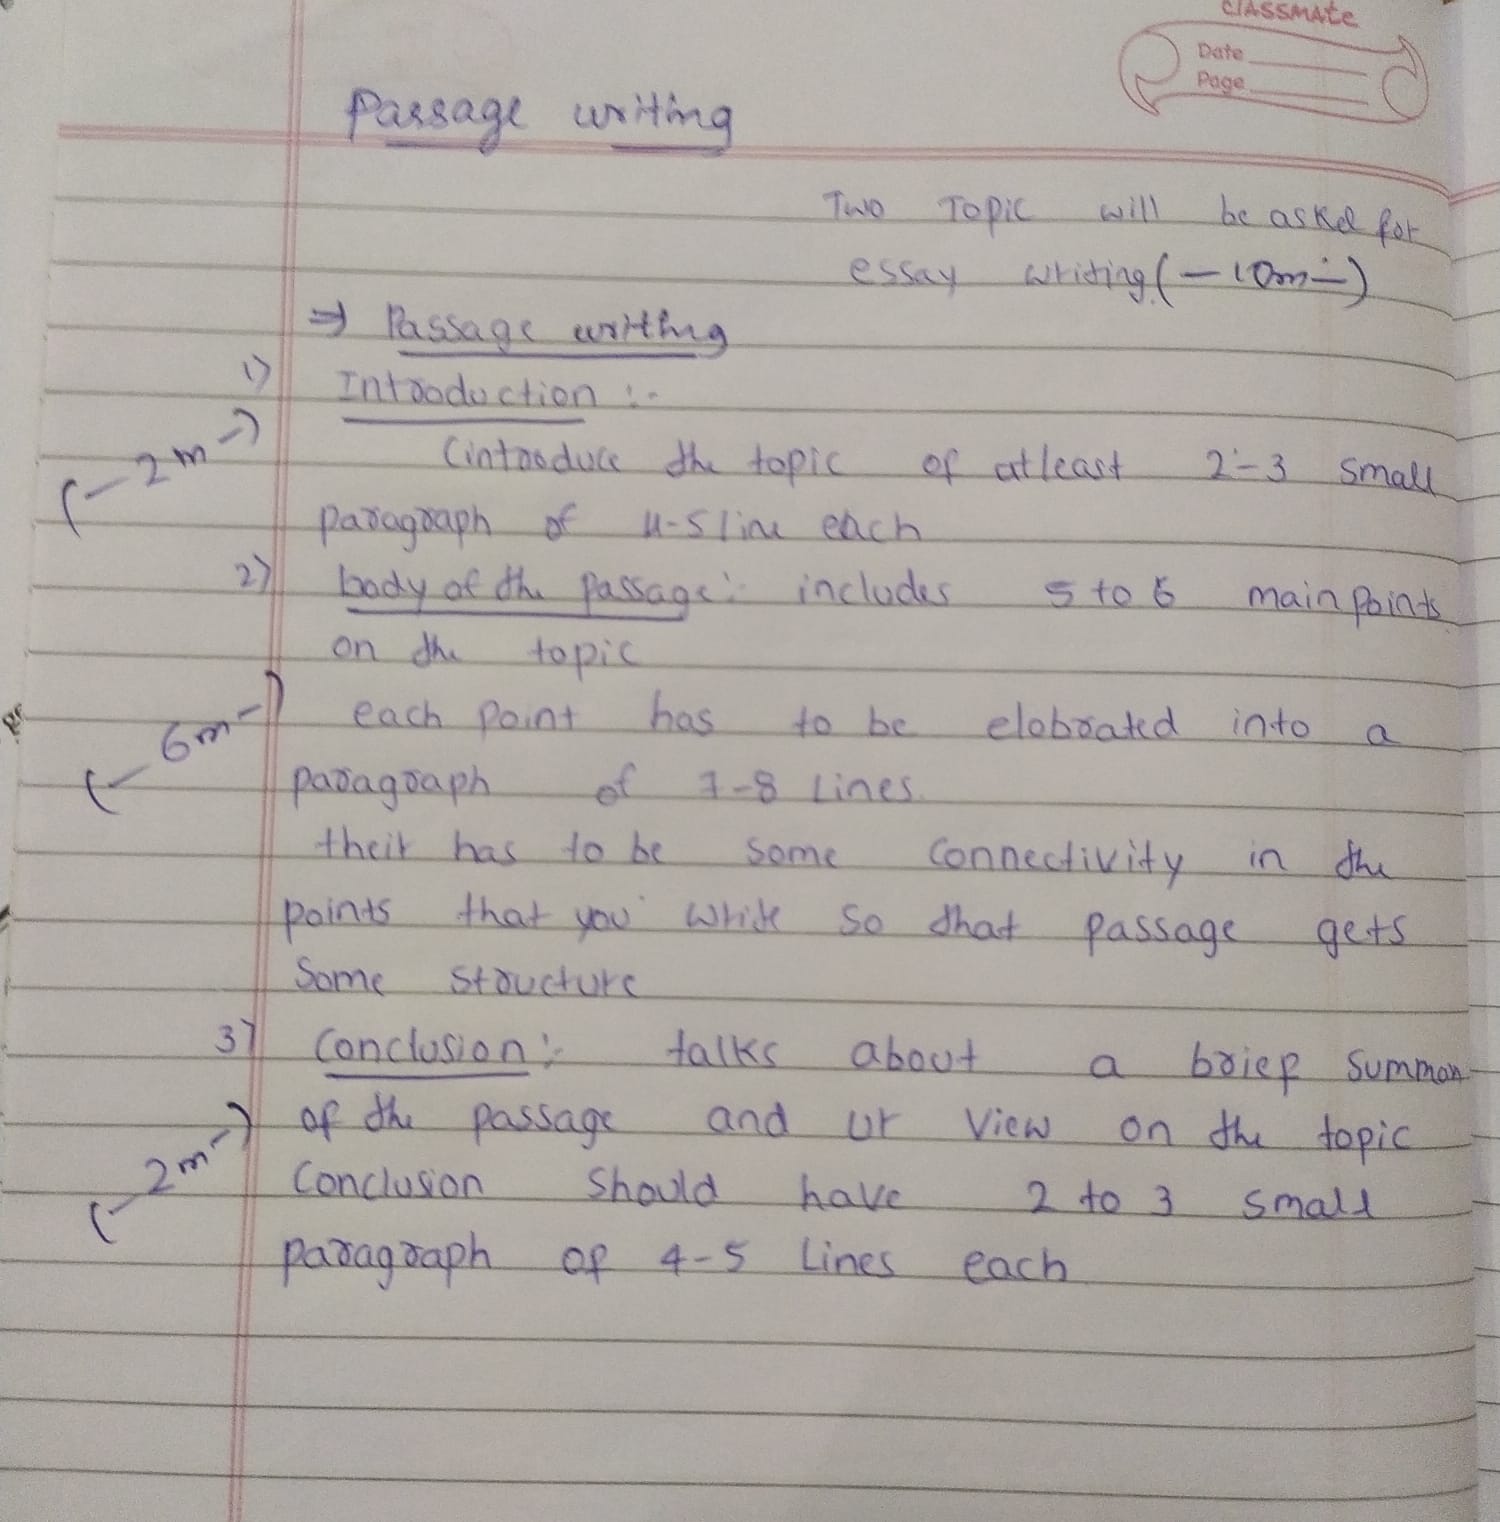 classmate
Date
Page
Passage writing
Two Topic will be asked for
essay writing (-10m-)
⇒ Passage writing
1) Introduction :-
(-2m-)
(introduce the topic of atleast 2-3 small
paragraph of 4-5 line each
2) body of the passage:- includes 5 to 6 main points
on the topic
(-6m-)
each point has to be elobrated into a
paragraph of 7-8 Lines.
their has to be some connectivity in the
points that you write so that passage gets
some structure
3) Conclusion :- talks about a brief summar
of the passage and ur view on the topic
(-2m-)
Conclusion should have 2 to 3 small
paragraph of 4-5 Lines each